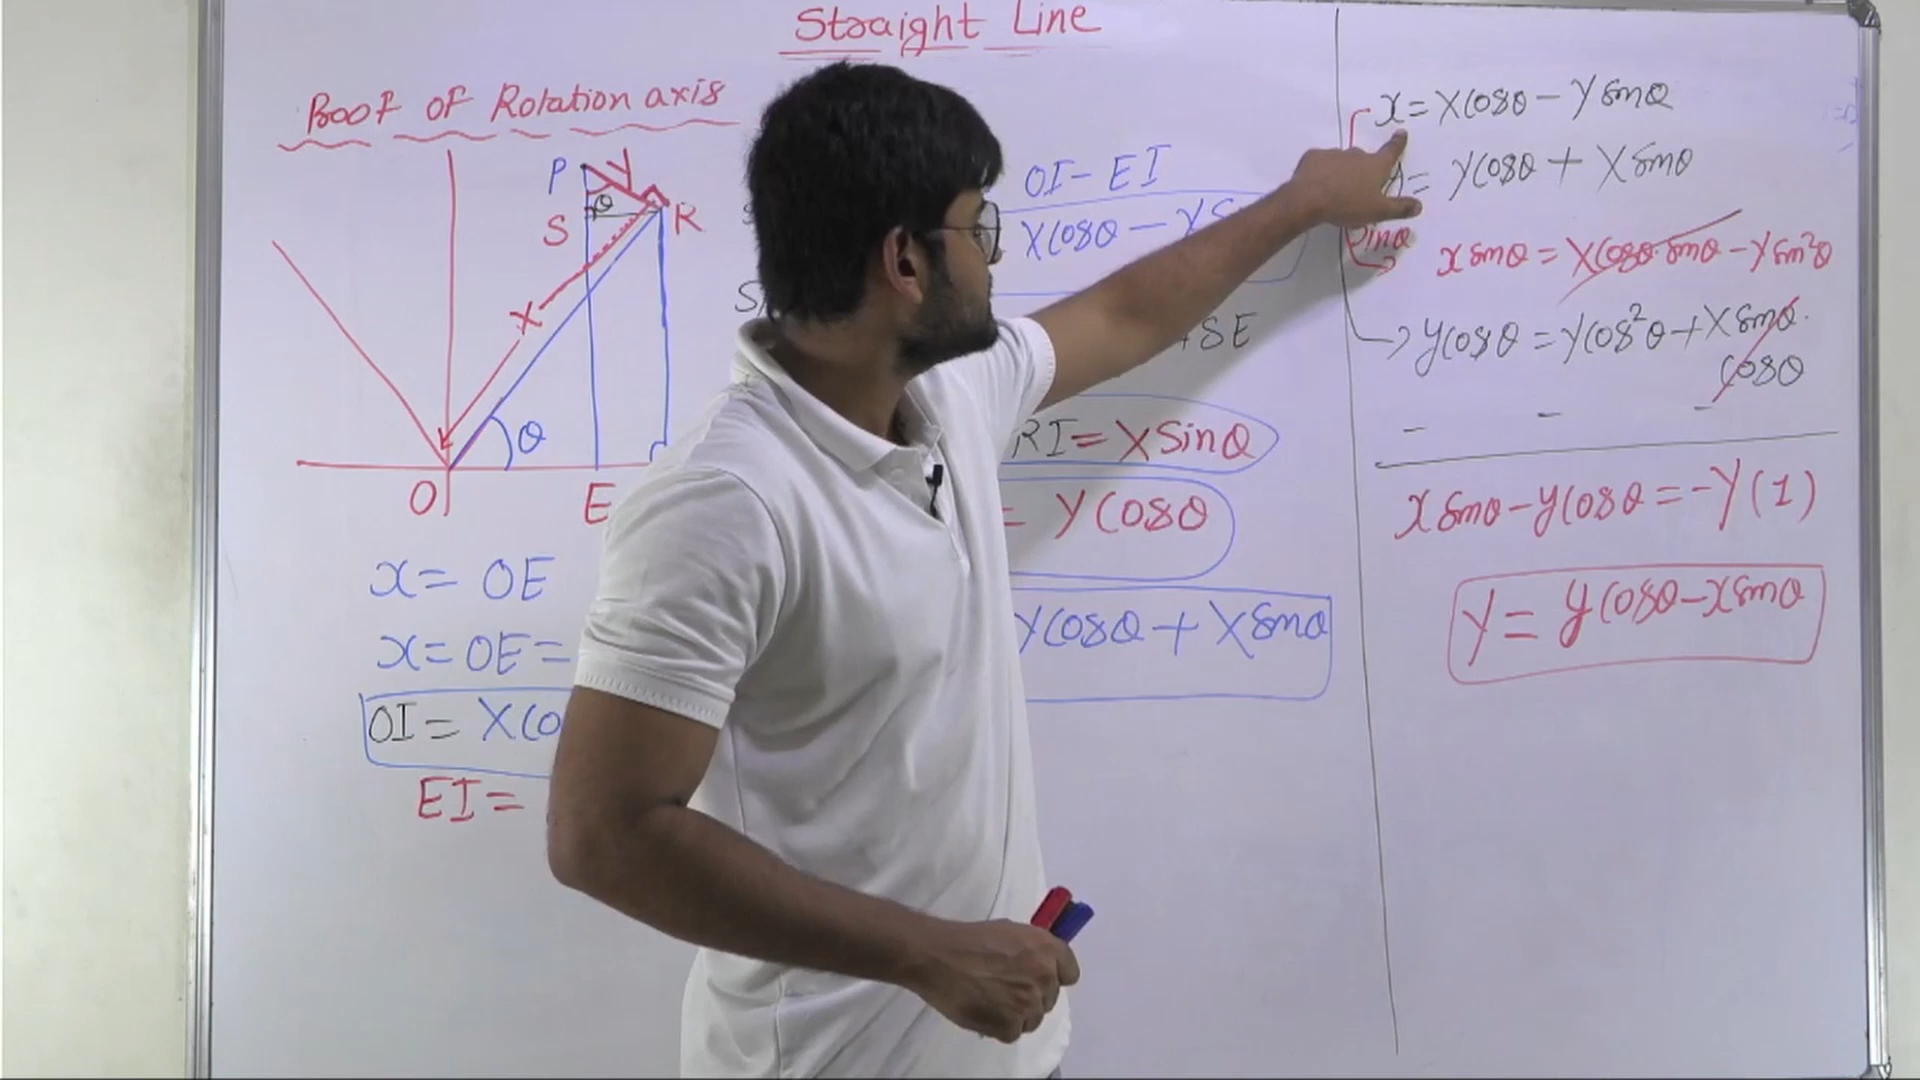 Straight Line
Proof of Rotation axis
P
Y
θ
S
R
X
θ
O
E
x = OE
x = OE =
OI = X Co
EI =
OI - EI
X Cosθ - Y S
+SE
RI = X Sinθ
= Y Cosθ
Y Cosθ + X Sinθ
x = X Cosθ - Y Sinθ
= Y Cosθ + X Sinθ
Sinθ
x Sinθ = X Cosθ·Sinθ - Y Sin²θ
y Cosθ = Y Cos²θ + X Sinθ.
Cosθ
- - -
x Sinθ - y Cosθ = -Y (1)
Y = y Cosθ - x Sinθ